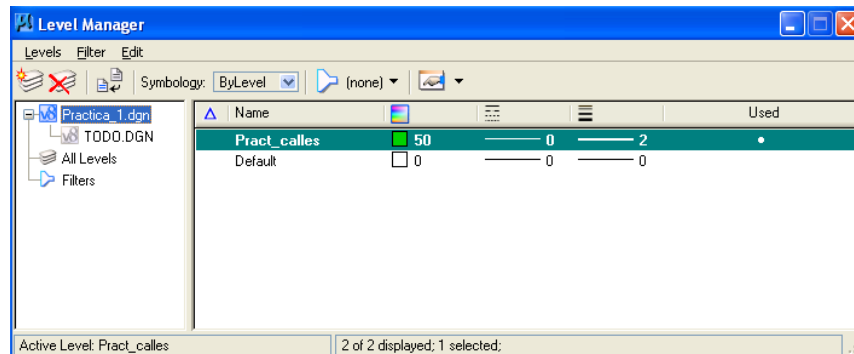 Level Manager
Levels Filter Edit
Symbology: ByLevel (none)
Practica_1.dgn
TODO.DGN
All Levels
Filters
Name Used
Pract_calles 50 0 2
Default 0 0 0
Active Level: Pract_calles 2 of 2 displayed; 1 selected;